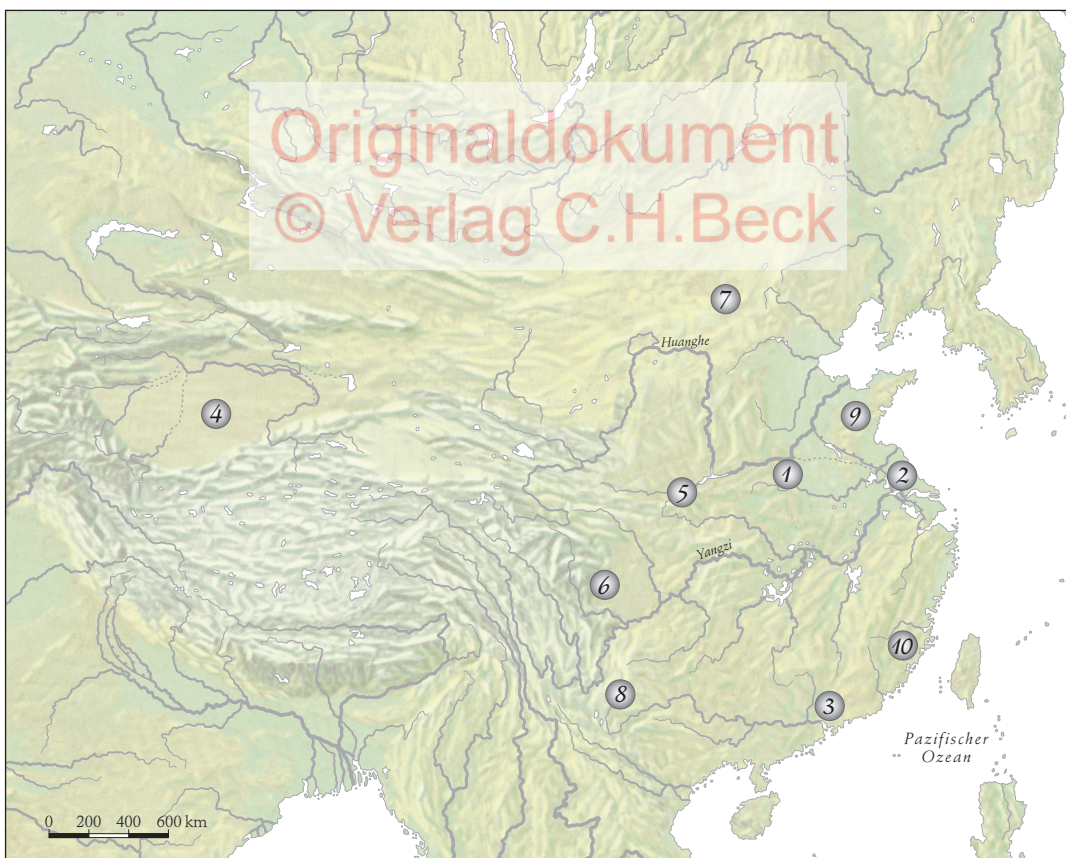 Originaldokument
© Verlag C.H.Beck
7
Huanghe
4
9
1
2
5
Yangzi
6
10
8
3
Pazifischer
Ozean
0 200 400 600 km